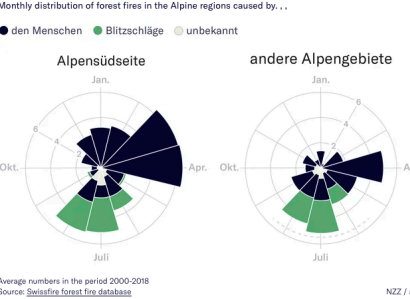 Monthly distribution of forest fires in the Alpine regions caused by. . .
den Menschen Blitzschläge unbekannt
Alpensüdseite andere Alpengebiete
Jan. Jan.
6 6
4 4
2 2
Okt. Apr. Okt. A
Juli Juli
Average numbers in the period 2000-2018
Source: Swissfire forest fire database NZZ /